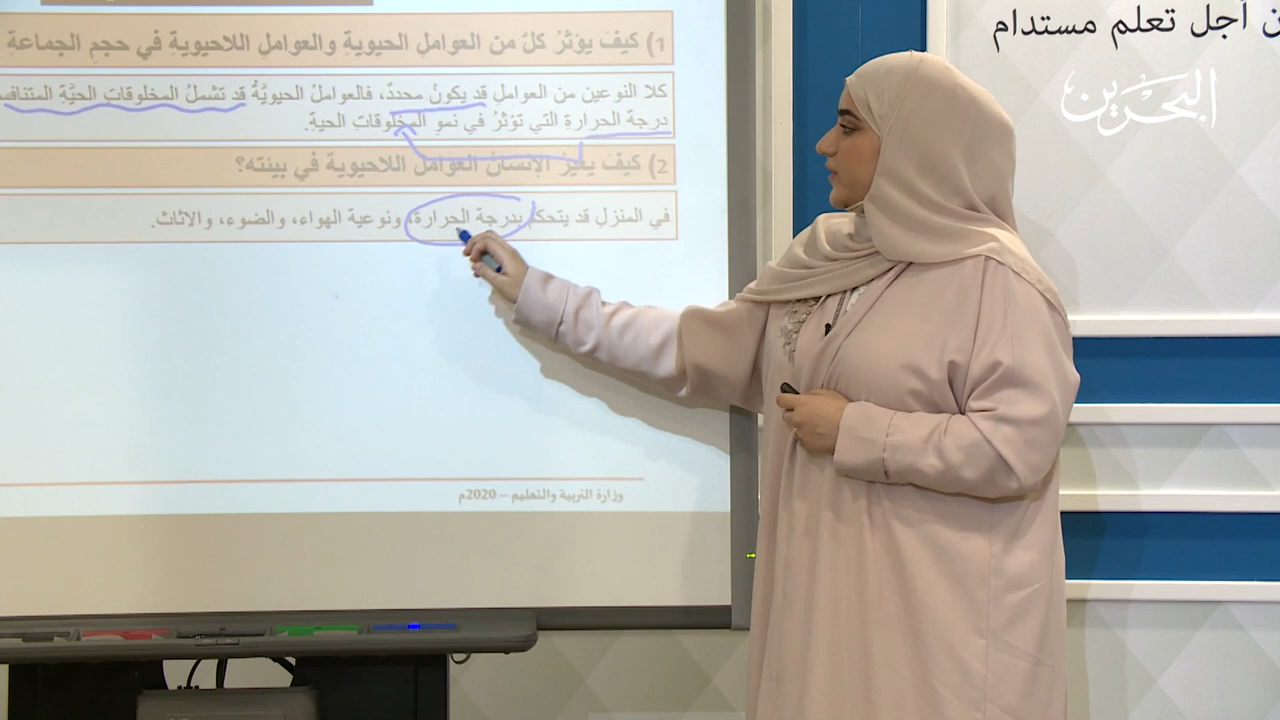 ن أجل تعلم مستدام
البحرين
1) كيفَ يؤثرُ كلٌ من العواملِ الحيويةِ والعواملِ اللاحيويةِ في حجمِ الجماعة
كلا النوعين من العواملِ قد يكونُ محددً، فالعواملُ الحيويَّةُ قد تشملُ المخلوقاتِ الحيَّةِ المتنافس
درجة الحرارةِ التي تؤثرُ في نموِ المخلوقاتِ الحيةِ.
2) كيفَ يغيرُ الإنسانُ العواملَ اللاحيوية في بيئته؟
في المنزلِ قد يتحكم بدرجة الحرارة، ونوعية الهواء، والضوء، والاثاث.
وزارة التربية والتعليم – 2020م